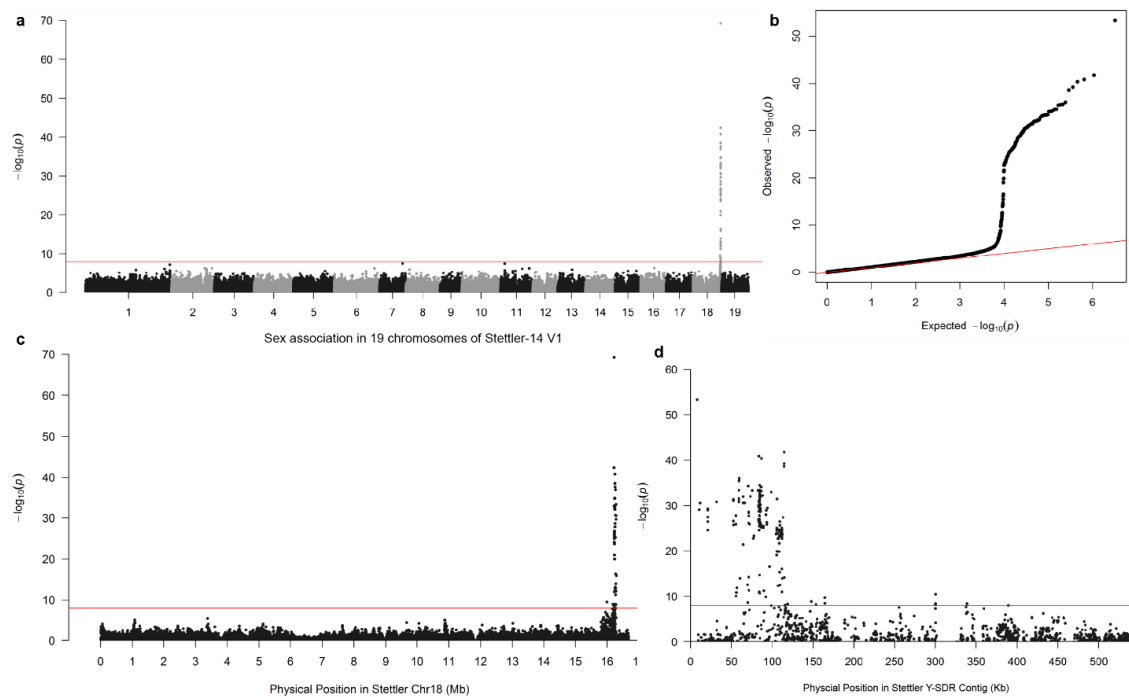 a
70
60
50
40
30
20
10
0
−log₁₀(p)
1 2 3 4 5 6 7 8 9 10 11 12 13 14 15 16 17 18 19
Sex association in 19 chromosomes of Stettler-14 V1
b
50
40
30
20
10
0
Observed −log₁₀(p)
0 1 2 3 4 5 6
Expected −log₁₀(p)
c
70
60
50
40
30
20
10
0
−log₁₀(p)
0 1 2 3 4 5 6 7 8 9 10 11 12 13 14 15 16 1
Physical Position in Stettler Chr18 (Mb)
d
60
50
40
30
20
10
0
−log₁₀(p)
0 50 100 150 200 250 300 350 400 450 500
Physcial Position in Stettler Y-SDR Contig (Kb)